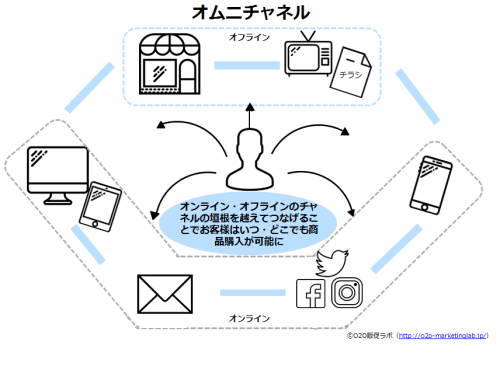 オムニチャネル
オフライン
チラシ
オンライン・オフラインのチャ
ネルの垣根を越えてつなげるこ
とでお客様はいつ・どこでも商
品購入が可能に
オンライン
©O2O販促ラボ（http://o2o-marketinglab.jp/）